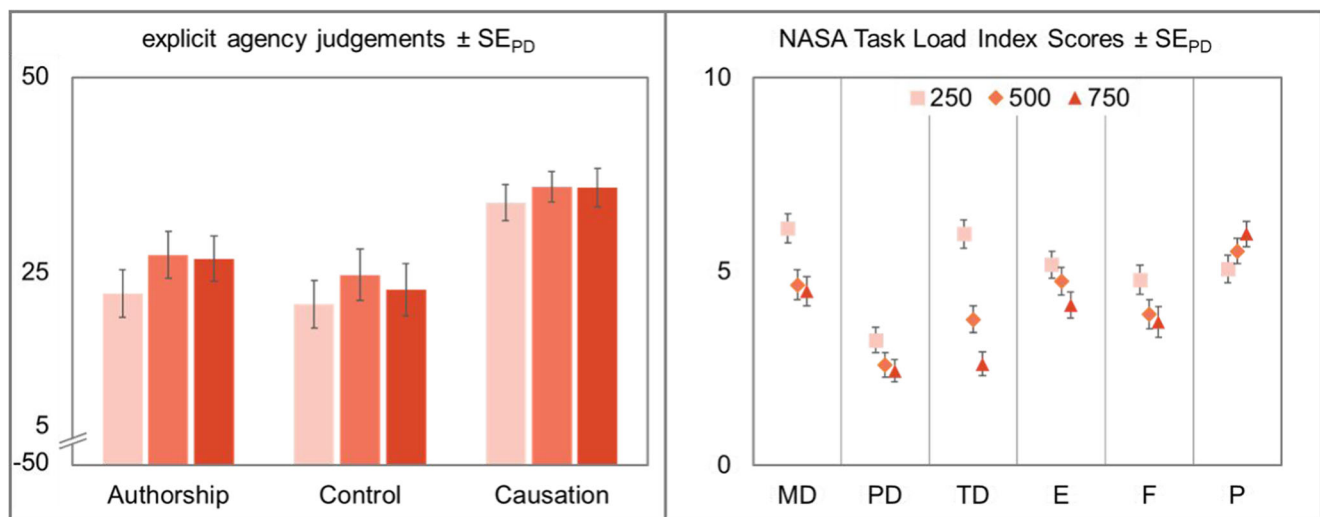 explicit agency judgements ± SEPD
50
25
5
-50
Authorship Control Causation
NASA Task Load Index Scores ± SEPD
10
250 500 750
5
0
MD PD TD E F P